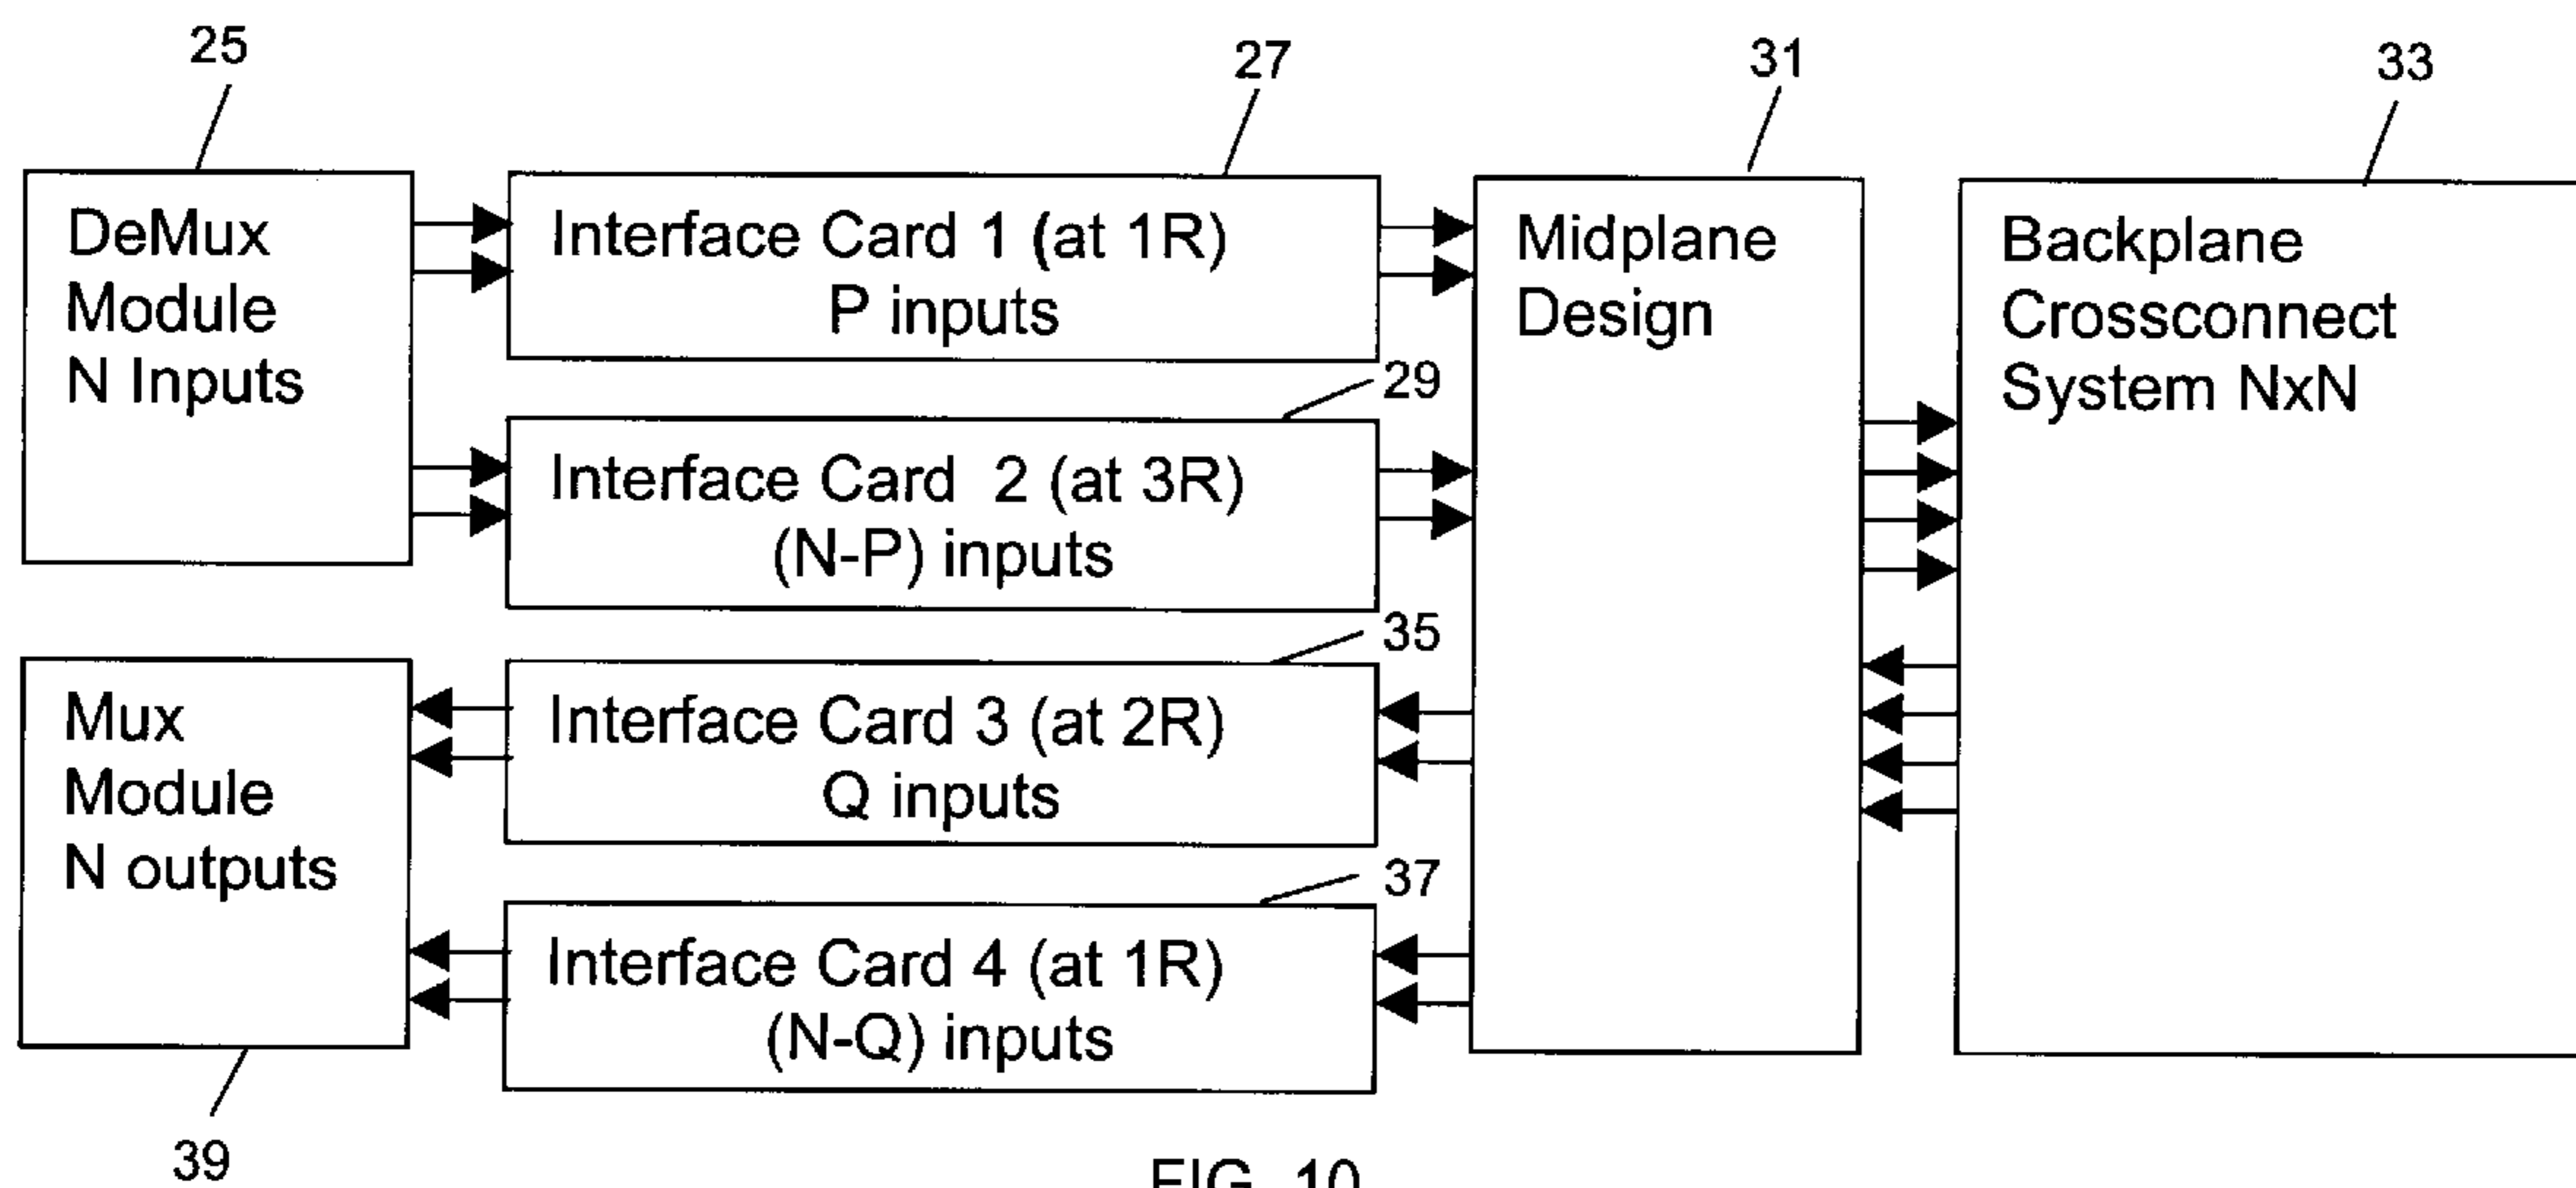 25
27
31
33
DeMux
Module
N Inputs
Interface Card 1 (at 1R)
P inputs
29
Interface Card 2 (at 3R)
(N-P) inputs
Midplane
Design
Backplane
Crossconnect
System NxN
35
Mux
Module
N outputs
Interface Card 3 (at 2R)
Q inputs
37
Interface Card 4 (at 1R)
(N-Q) inputs
39
FIG. 10